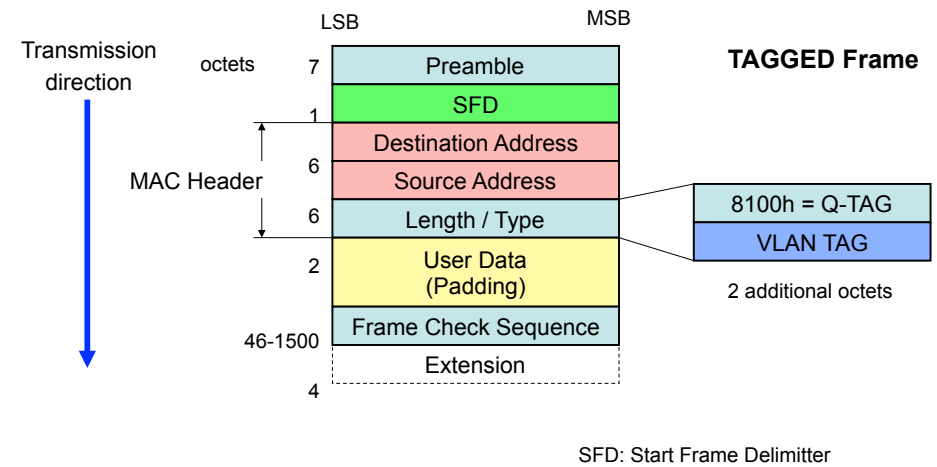 LSB
MSB
Transmission
direction
octets
TAGGED Frame
7
Preamble
SFD
1
Destination Address
6
MAC Header
Source Address
8100h = Q-TAG
6
Length / Type
VLAN TAG
2
User Data
(Padding)
2 additional octets
46-1500
Frame Check Sequence
Extension
4
SFD: Start Frame Delimitter